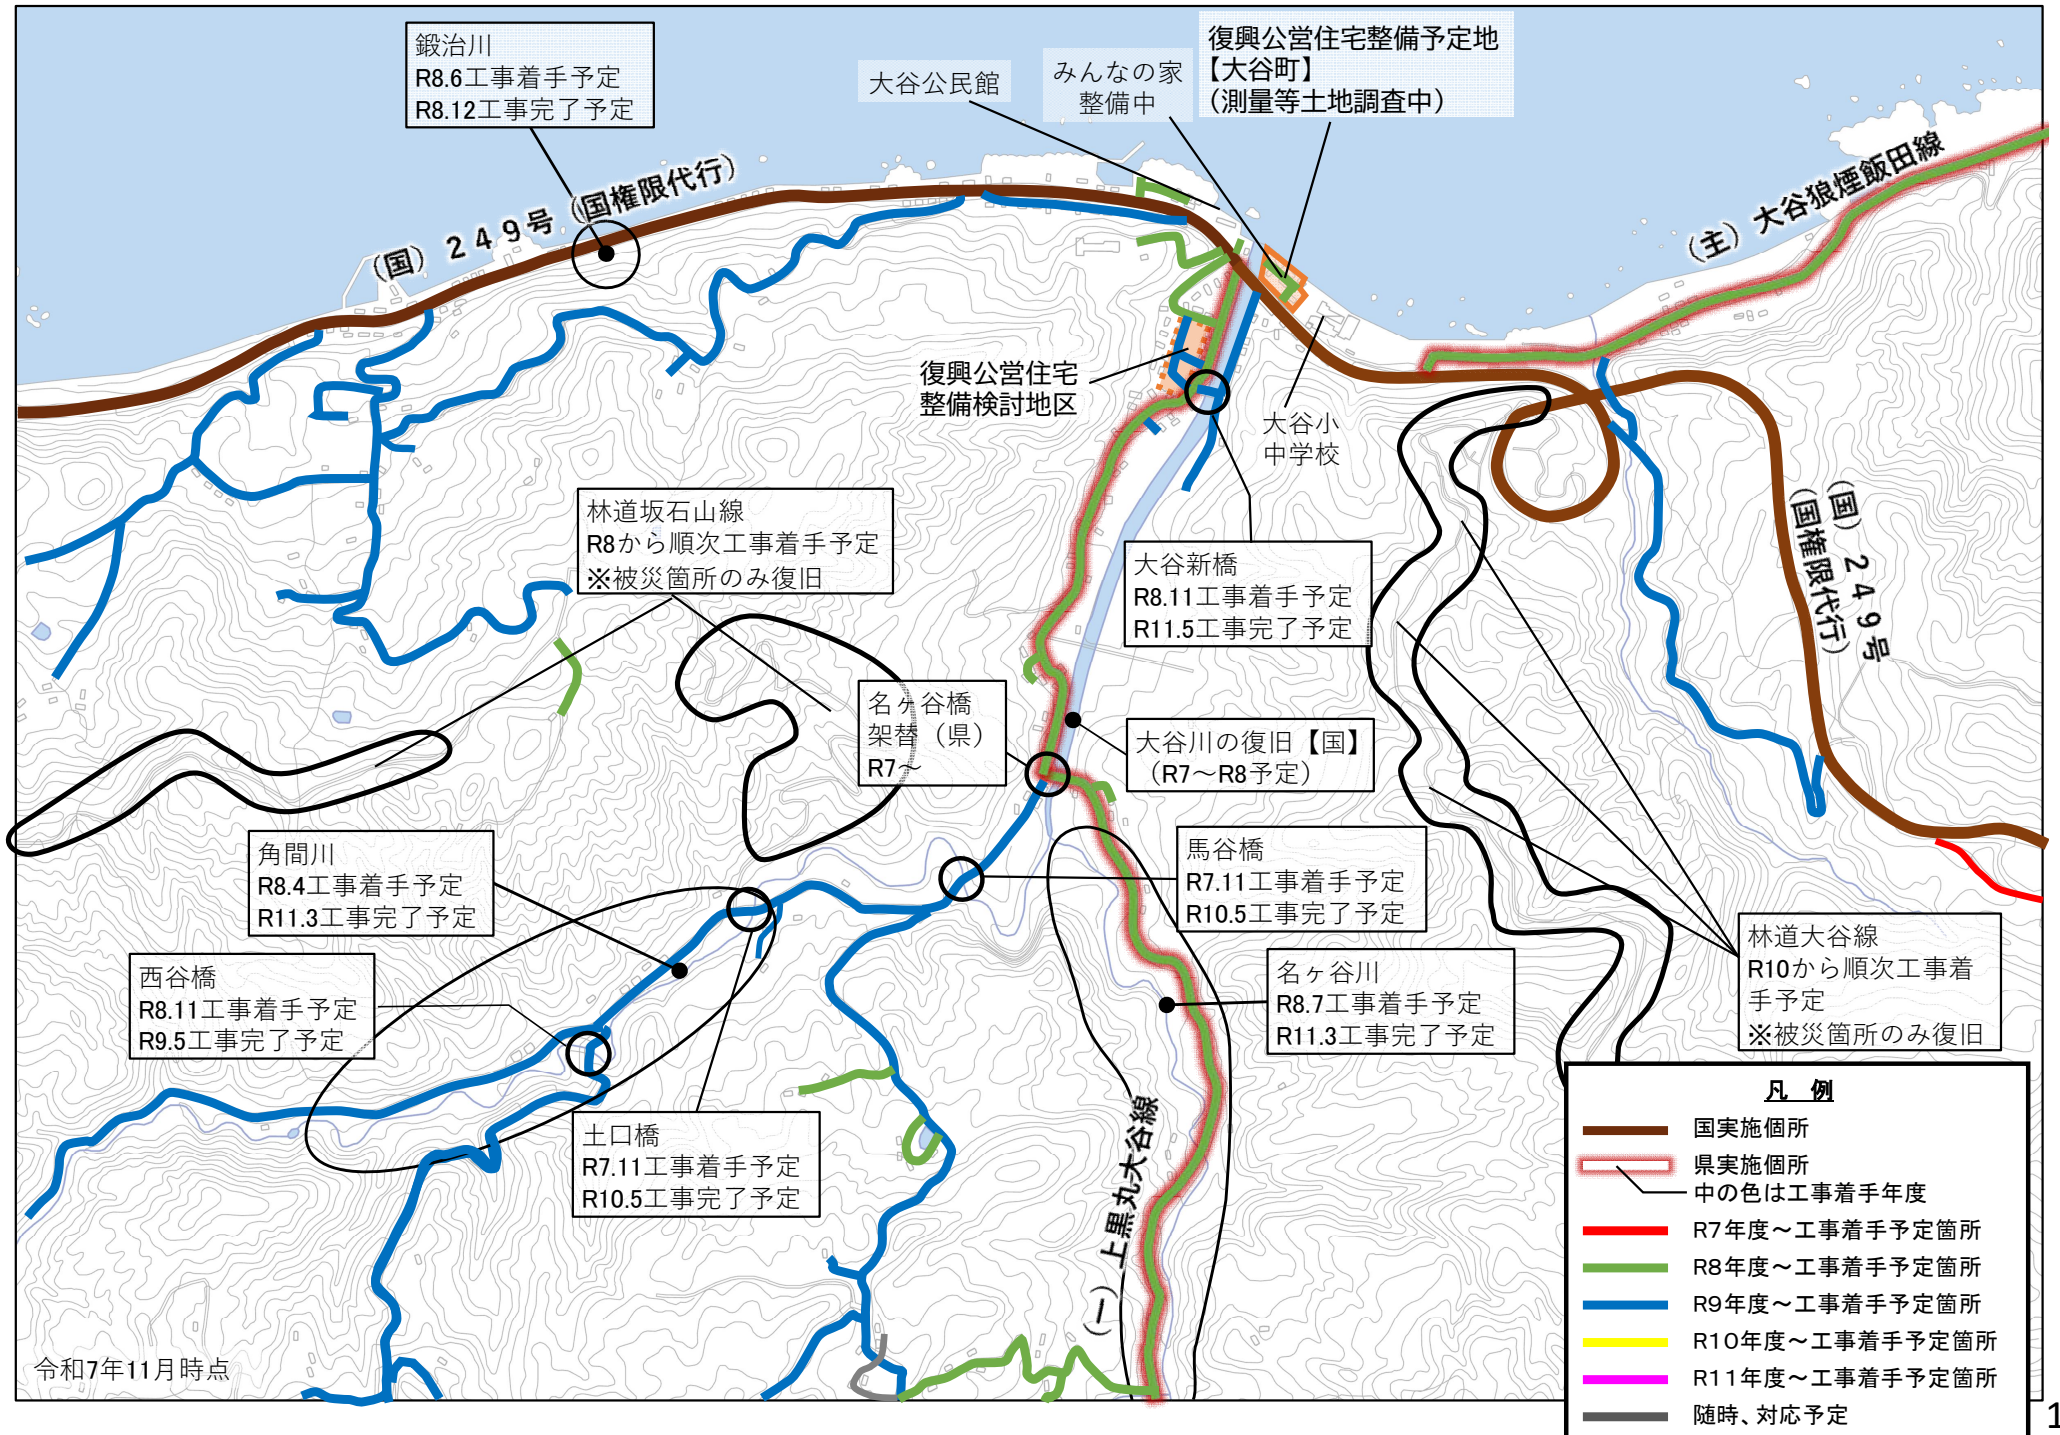 鍛治川
R8.6工事着手予定
R8.12工事完了予定
大谷公民館
みんなの家
整備中
復興公営住宅整備予定地
【大谷町】
（測量等土地調査中）
（国）２４９号（国権限代行）
（主）大谷狼煙飯田線
復興公営住宅
整備検討地区
大谷小
中学校
（国）２４９号
（国権限代行）
林道坂石山線
R8から順次工事着手予定
※被災箇所のみ復旧
大谷新橋
R8.11工事着手予定
R11.5工事完了予定
名ヶ谷橋
架替（県）
R7～
大谷川の復旧【国】
（R7～R8予定）
角間川
R8.4工事着手予定
R11.3工事完了予定
馬谷橋
R7.11工事着手予定
R10.5工事完了予定
西谷橋
R8.11工事着手予定
R9.5工事完了予定
名ヶ谷川
R8.7工事着手予定
R11.3工事完了予定
林道大谷線
R10から順次工事着
手予定
※被災箇所のみ復旧
土口橋
R7.11工事着手予定
R10.5工事完了予定
（一）上黒丸大谷線
凡　例
国実施個所
県実施個所
中の色は工事着手年度
R7年度～工事着手予定箇所
R8年度～工事着手予定箇所
R9年度～工事着手予定箇所
R10年度～工事着手予定箇所
R11年度～工事着手予定箇所
随時、対応予定
令和7年11月時点
1